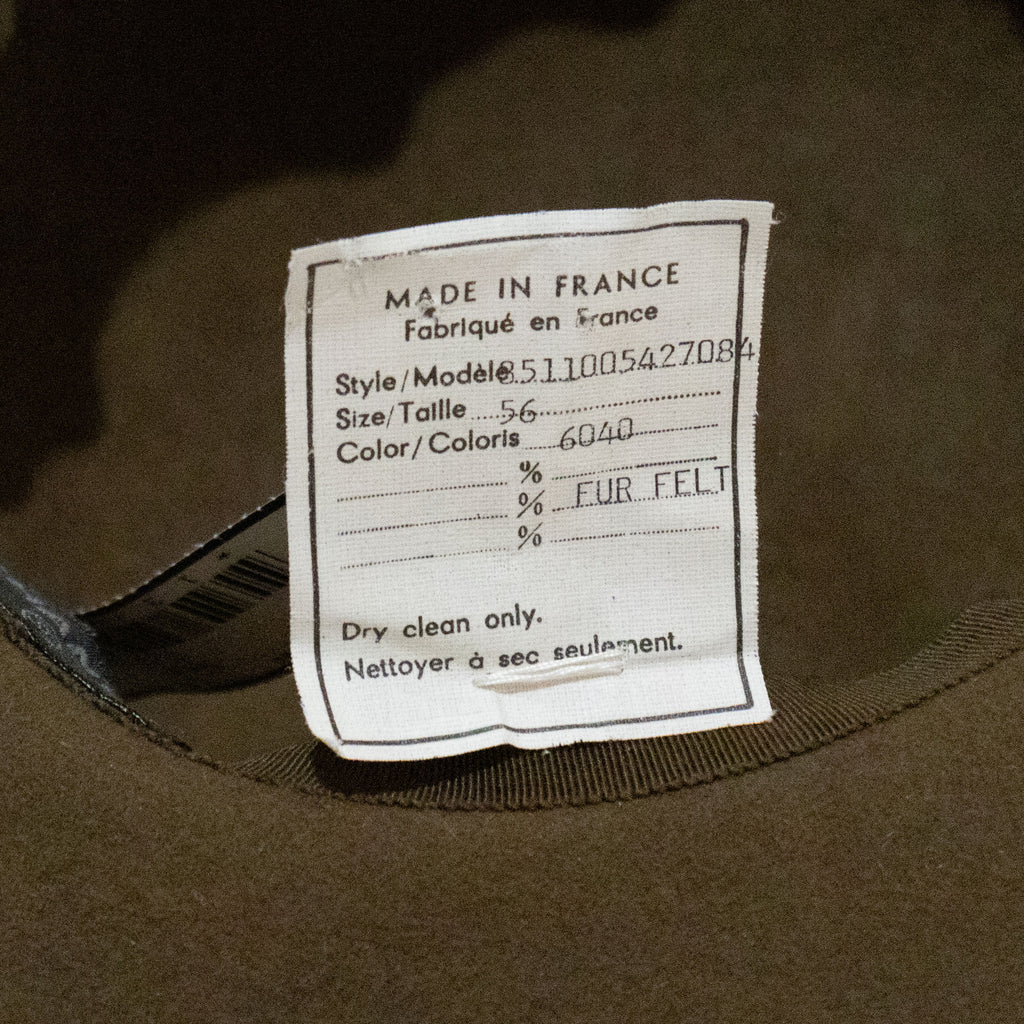 MADE IN FRANCE
Fabriqué en France
Style/Modèle 8511005427084
Size/Taille 56
Color/Coloris 6040
%
% FUR FELT
%
Dry clean only.
Nettoyer à sec seulement.